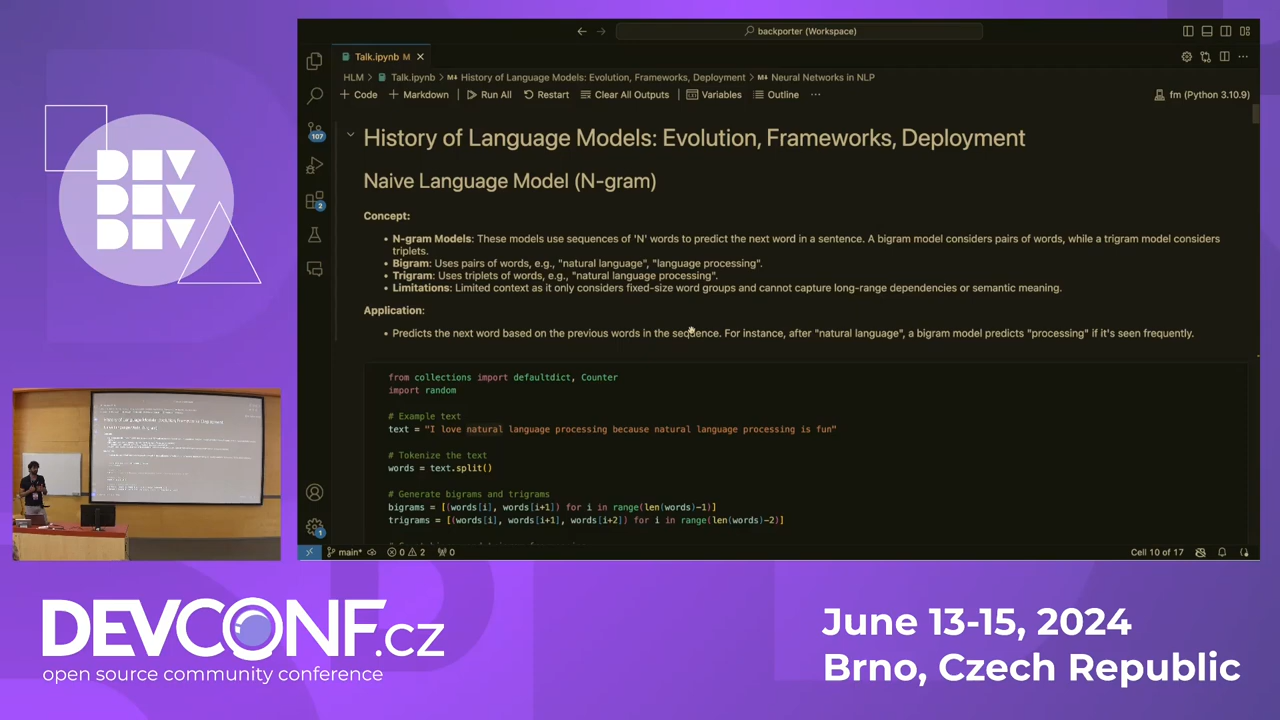 backporter (Workspace)
Talk.ipynb M
HLM > Talk.ipynb > History of Language Models: Evolution, Frameworks, Deployment > Neural Networks in NLP
+ Code + Markdown Run All Restart Clear All Outputs Variables Outline ... fm (Python 3.10.9)
107
2
History of Language Models: Evolution, Frameworks, Deployment
Naive Language Model (N-gram)
Concept:
• N-gram Models: These models use sequences of 'N' words to predict the next word in a sentence. A bigram model considers pairs of words, while a trigram model considers
triplets.
• Bigram: Uses pairs of words, e.g., "natural language", "language processing".
• Trigram: Uses triplets of words, e.g., "natural language processing".
• Limitations: Limited context as it only considers fixed-size word groups and cannot capture long-range dependencies or semantic meaning.
Application:
• Predicts the next word based on the previous words in the sequence. For instance, after "natural language", a bigram model predicts "processing" if it's seen frequently.
from collections import defaultdict, Counter
import random
# Example text
text = "I love natural language processing because natural language processing is fun"
# Tokenize the text
words = text.split()
# Generate bigrams and trigrams
bigrams = [(words[i], words[i+1]) for i in range(len(words)-1)]
trigrams = [(words[i], words[i+1], words[i+2]) for i in range(len(words)-2)]
1
main* 0 2 0 Cell 10 of 17
DEV
DEV
DEV
DEVCONF.cz
open source community conference
June 13-15, 2024
Brno, Czech Republic